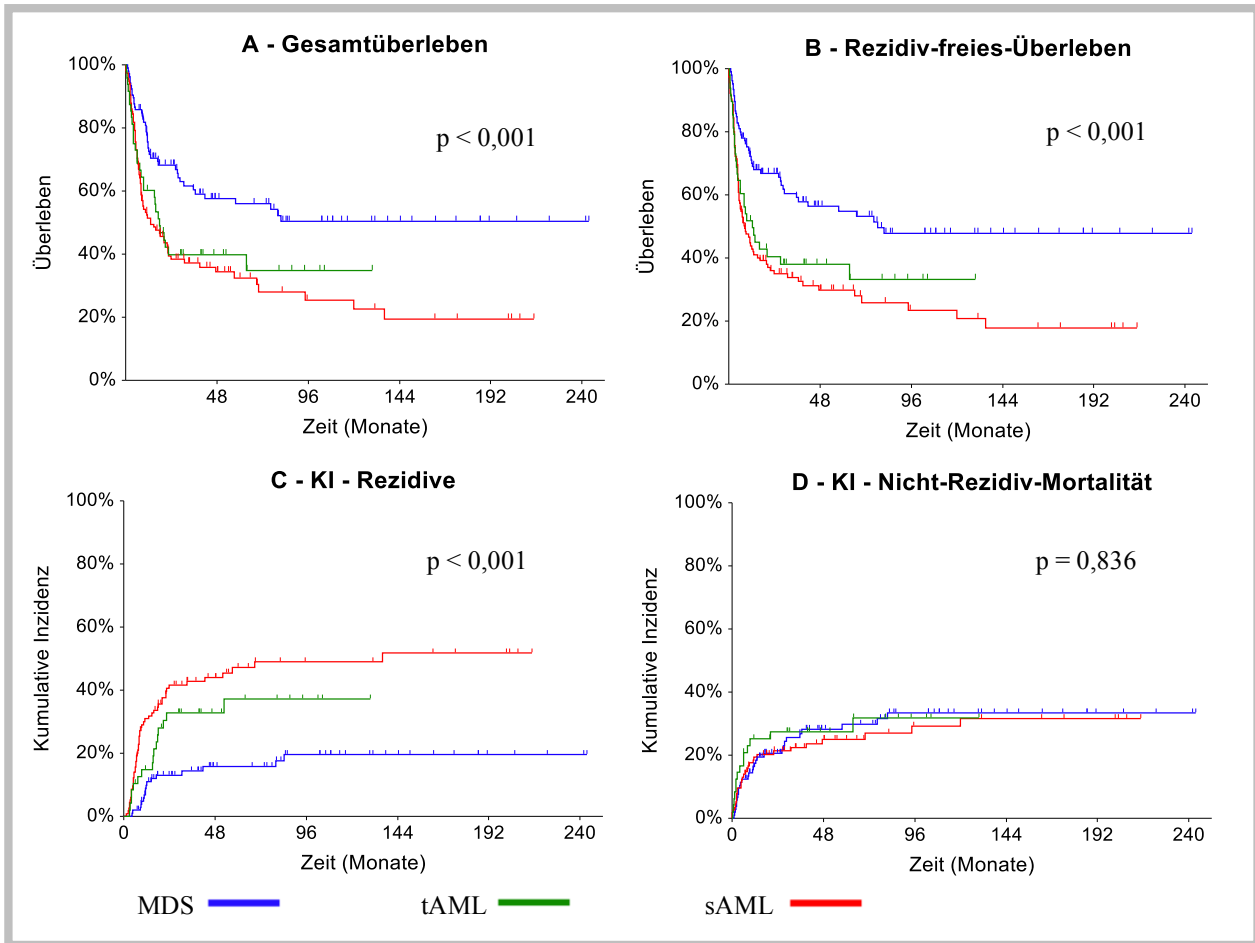 A - Gesamtüberleben
100%
80%
60%
40%
20%
0%
Überleben
p < 0,001
48 96 144 192 240
Zeit (Monate)
B - Rezidiv-freies-Überleben
100%
80%
60%
40%
20%
0%
Überleben
p < 0,001
48 96 144 192 240
Zeit (Monate)
C - KI - Rezidive
100%
80%
60%
40%
20%
0%
Kumulative Inzidenz
p < 0,001
0 48 96 144 192 240
Zeit (Monate)
D - KI - Nicht-Rezidiv-Mortalität
100%
80%
60%
40%
20%
0%
Kumulative Inzidenz
p = 0,836
0 48 96 144 192 240
Zeit (Monate)
MDS tAML sAML